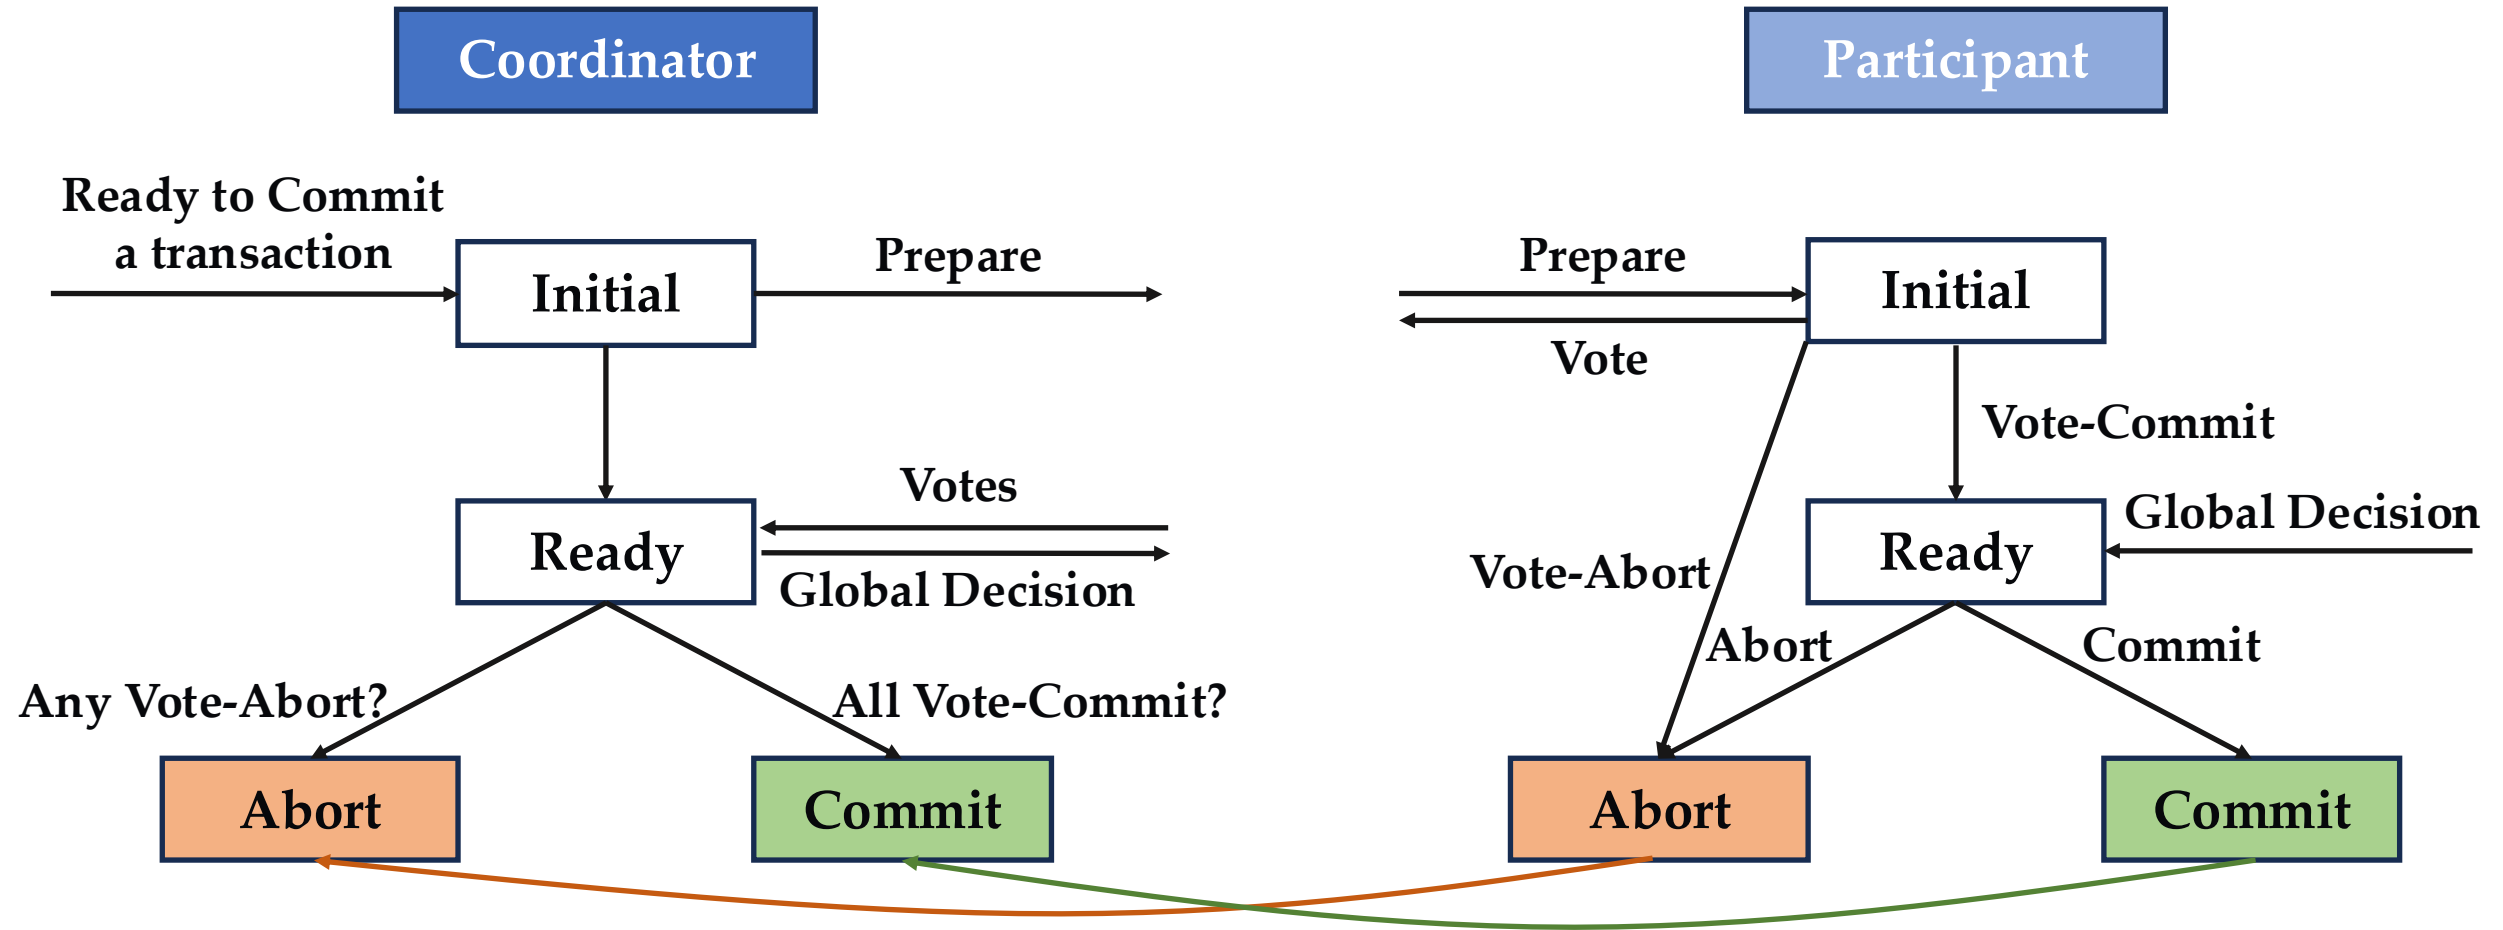 Coordinator
Participant
Ready to Commit
a transaction
Initial
Prepare
Prepare
Initial
Vote
Vote-Commit
Votes
Ready
Global Decision
Global Decision
Ready
Vote-Abort
Abort
Commit
Any Vote-Abort?
All Vote-Commit?
Abort
Commit
Abort
Commit